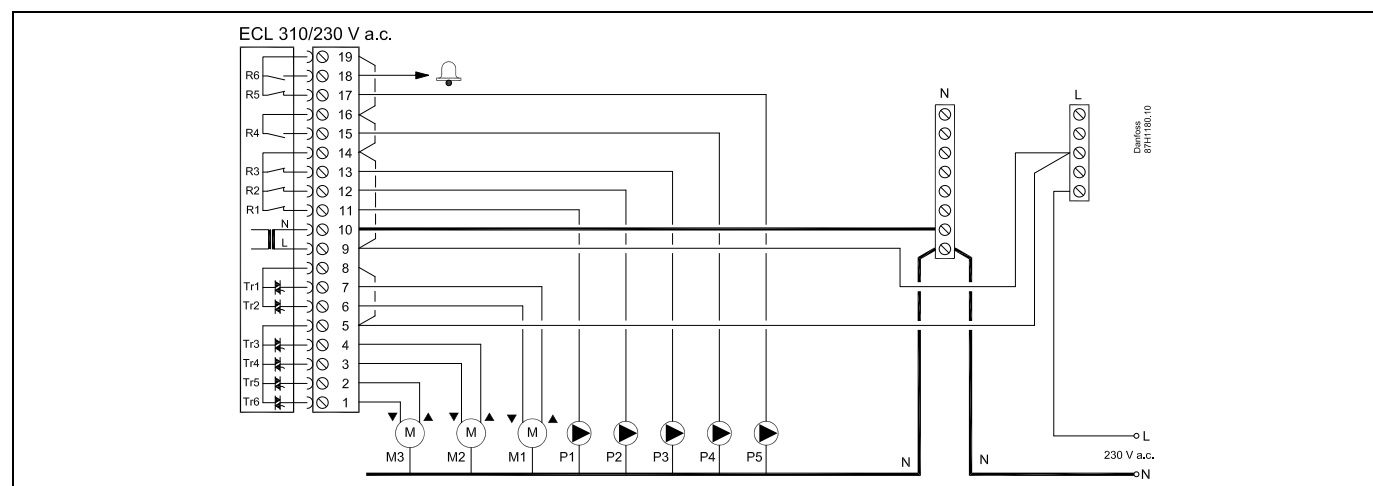 ECL 310/230 V a.c.
19
R6 18
R5 17
16
R4 15
14
R3 13
R2 12
R1 11
N 10
L 9
8
Tr1 7
Tr2 6
5
Tr3 4
Tr4 3
Tr5 2
Tr6 1
N
L
Danfoss
87H1180.10
M M M
M3 M2 M1 P1 P2 P3 P4 P5
N N
L
230 V a.c.
N